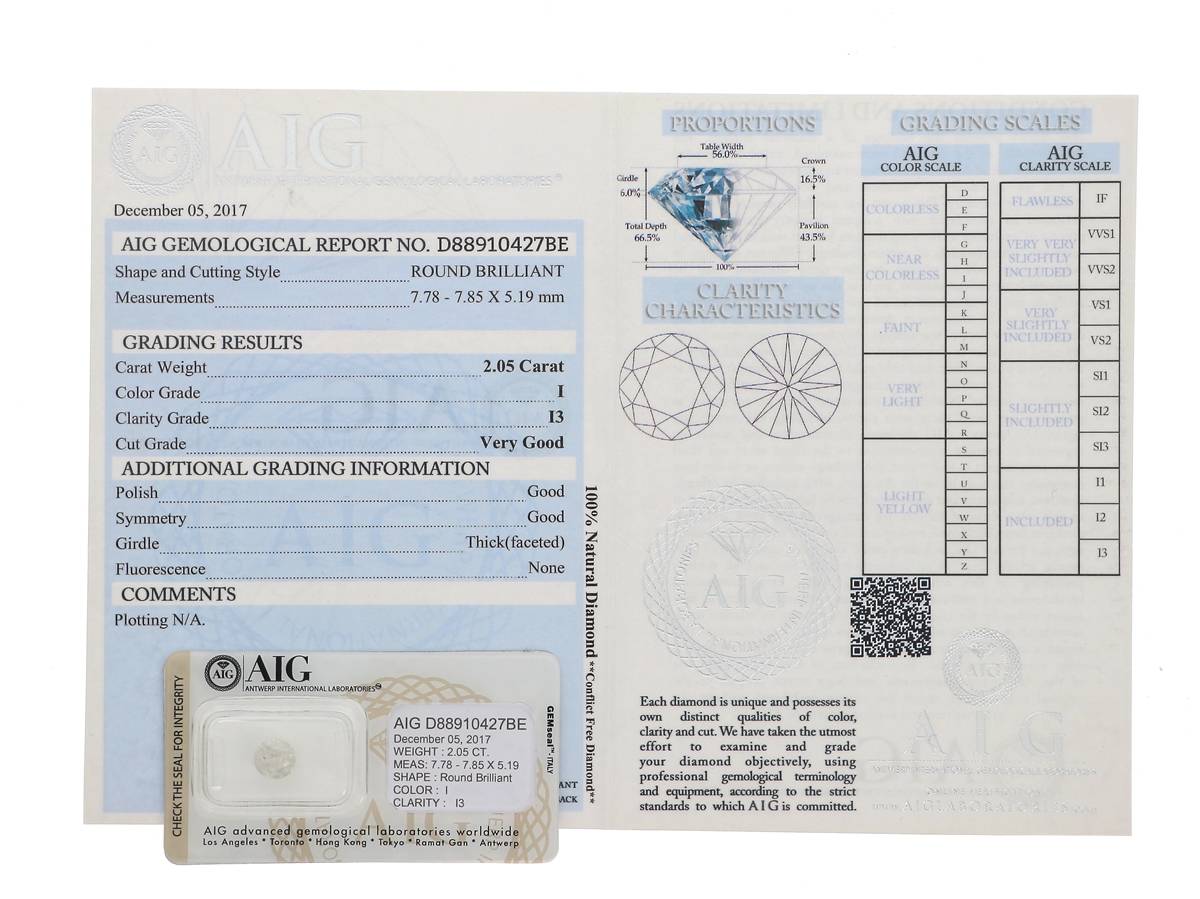 AIG
ANTWERP INTERNATIONAL GEMOLOGICAL LABORATORIES®
December 05, 2017
AIG GEMOLOGICAL REPORT NO. D88910427BE
Shape and Cutting Style ROUND BRILLIANT
Measurements 7.78 - 7.85 X 5.19 mm
GRADING RESULTS
Carat Weight 2.05 Carat
Color Grade I
Clarity Grade I3
Cut Grade Very Good
ADDITIONAL GRADING INFORMATION
Polish Good
Symmetry Good
Girdle Thick(faceted)
Fluorescence None
COMMENTS
Plotting N/A.
100% Natural Diamond **Conflict Free Diamond**
PROPORTIONS
Table Width
56.0%
Crown
16.5%
Girdle
6.0%
Total Depth
66.5%
Pavilion
43.5%
100%
CLARITY
CHARACTERISTICS
AIG
Each diamond is unique and possesses its
own distinct qualities of color,
clarity and cut. We have taken the utmost
effort to examine and grade
your diamond objectively, using
professional gemological terminology
and equipment, according to the strict
standards to which AIG is committed.
GRADING SCALES
AIG
COLOR SCALE
COLORLESS
D
E
F
NEAR
COLORLESS
G
H
I
J
FAINT
K
L
M
VERY
LIGHT
N
O
P
Q
R
LIGHT
YELLOW
S
T
U
V
W
X
Y
Z
AIG
CLARITY SCALE
FLAWLESS
IF
VERY VERY
SLIGHTLY
INCLUDED
VVS1
VVS2
VERY
SLIGHTLY
INCLUDED
VS1
VS2
SLIGHTLY
INCLUDED
SI1
SI2
SI3
INCLUDED
I1
I2
I3
AIG
CHECK THE SEAL FOR INTEGRITY
AIG
AIG
ANTWERP INTERNATIONAL LABORATORIES
AIG D88910427BE
December 05, 2017
WEIGHT : 2.05 CT.
MEAS: 7.78 - 7.85 X 5.19
SHAPE : Round Brilliant
COLOR : I
CLARITY : I3
GEMseal™ - ITALY
AIG advanced gemological laboratories worldwide
Los Angeles * Toronto * Hong Kong * Tokyo * Ramat Gan * Antwerp